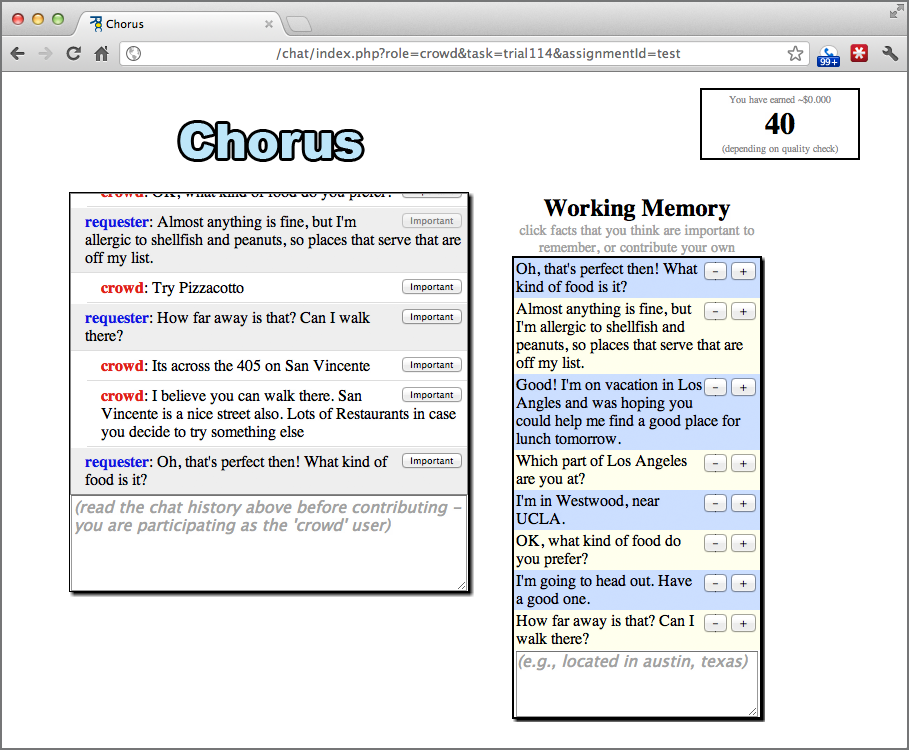 Chorus
/chat/index.php?role=crowd&task=trial114&assignmentId=test
99+
You have earned ~$0.000
40
(depending on quality check)
Chorus
crowd: OK, what kind of food do you prefer?
requester: Almost anything is fine, but I'm
Important
allergic to shellfish and peanuts, so places that serve that are
off my list.
crowd: Try Pizzacotto
Important
requester: How far away is that? Can I walk
Important
there?
crowd: Its across the 405 on San Vincente
Important
crowd: I believe you can walk there. San
Important
Vincente is a nice street also. Lots of Restaurants in case
you decide to try something else
requester: Oh, that's perfect then! What kind of
Important
food is it?
(read the chat history above before contributing –
you are participating as the 'crowd' user)
Working Memory
click facts that you think are important to
remember, or contribute your own
Oh, that's perfect then! What
- +
kind of food is it?
Almost anything is fine, but
- +
I'm allergic to shellfish and
peanuts, so places that serve that are
off my list.
Good! I'm on vacation in Los
- +
Angles and was hoping you
could help me find a good place for
lunch tomorrow.
Which part of Los Angeles
- +
are you at?
I'm in Westwood, near
- +
UCLA.
OK, what kind of food do
- +
you prefer?
I'm going to head out. Have
- +
a good one.
How far away is that? Can I
- +
walk there?
(e.g., located in austin, texas)